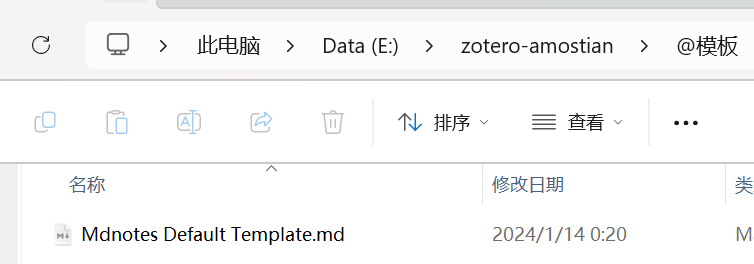 此电脑 > Data (E:) > zotero-amostian > @模板
排序 查看
名称 修改日期 类
Mdnotes Default Template.md 2024/1/14 0:20 M